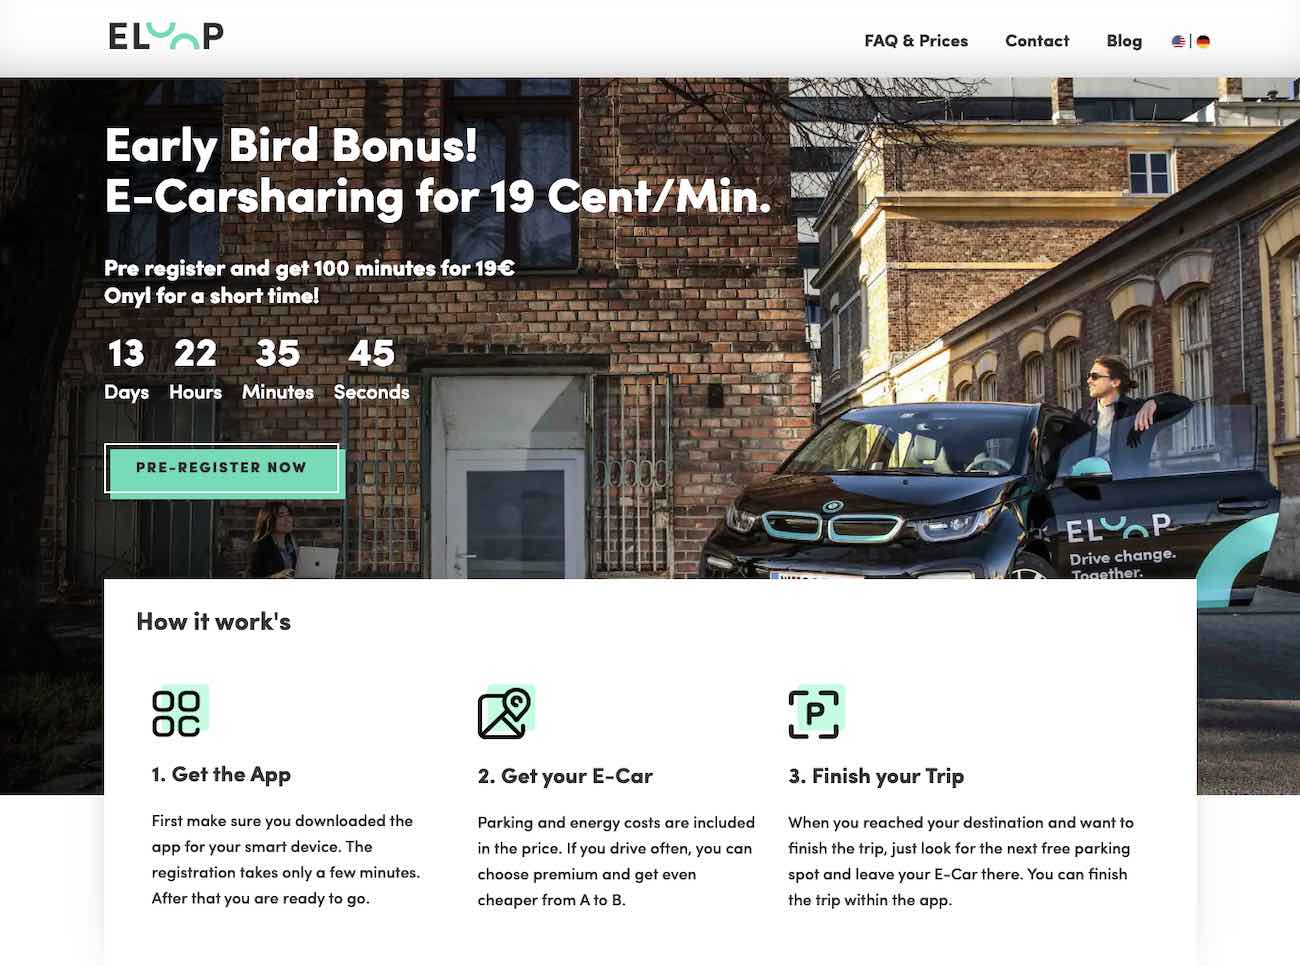 ELOOP
FAQ & Prices
Contact
Blog
Early Bird Bonus!
E-Carsharing for 19 Cent/Min.
Pre register and get 100 minutes for 19€
Onyl for a short time!
13 22 35 45
Days Hours Minutes Seconds
PRE-REGISTER NOW
ELOOP
Drive change.
Together.
How it work's
P
1. Get the App
First make sure you downloaded the
app for your smart device. The
registration takes only a few minutes.
After that you are ready to go.
2. Get your E-Car
Parking and energy costs are included
in the price. If you drive often, you can
choose premium and get even
cheaper from A to B.
3. Finish your Trip
When you reached your destination and want to
finish the trip, just look for the next free parking
spot and leave your E-Car there. You can finish
the trip within the app.